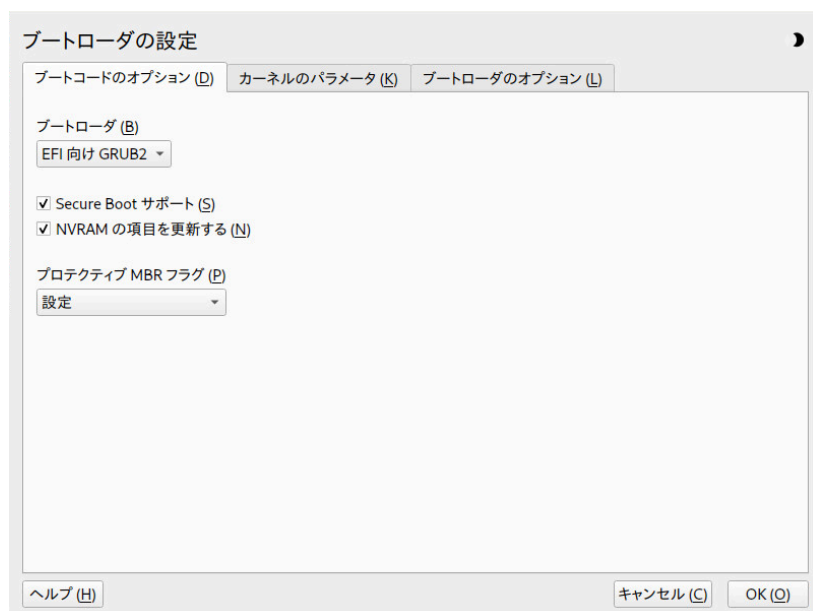 ブートローダの設定
ブートコードのオプション (D) カーネルのパラメータ (K) ブートローダのオプション (L)
ブートローダ (B)
EFI 向け GRUB2
Secure Boot サポート (S)
NVRAM の項目を更新する (N)
プロテクティブ MBR フラグ (P)
設定
ヘルプ (H) キャンセル (C) OK (O)